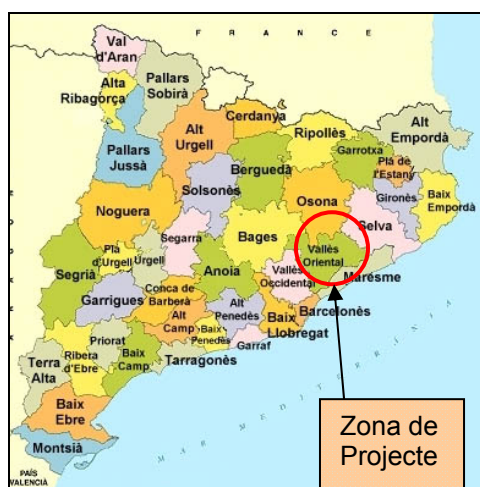 F R A N C E
Val
d'Aran
Pallars
Sobirà
Alta
Ribagorça
Alt
Urgell
Cerdanya
Ripollès
Alt
Empordà
Garrotxa
Pla de
l'Estany
Pallars
Jussà
Berguedà
Solsonès
Gironès
Baix
Empordà
Noguera
Osona
Selva
Segarra
Bages
Vallès
Oriental
Pla
d'Urgell
Urgell
Segrià
Anoia
Vallès
Occidental
Maresme
Garrigues
Conca de
Barberà
Alt
Penedès
Barcelonès
Alt
Camp
Baix
Penedès
Baix
Llobregat
Garraf
Priorat
Ribera
d'Ebre
Baix
Camp
Tarragonès
Terra
Alta
Baix
Ebre
Montsià
MAR MEDITERRÀNIA
PAÍS
VALENCIÀ
Zona de
Projecte